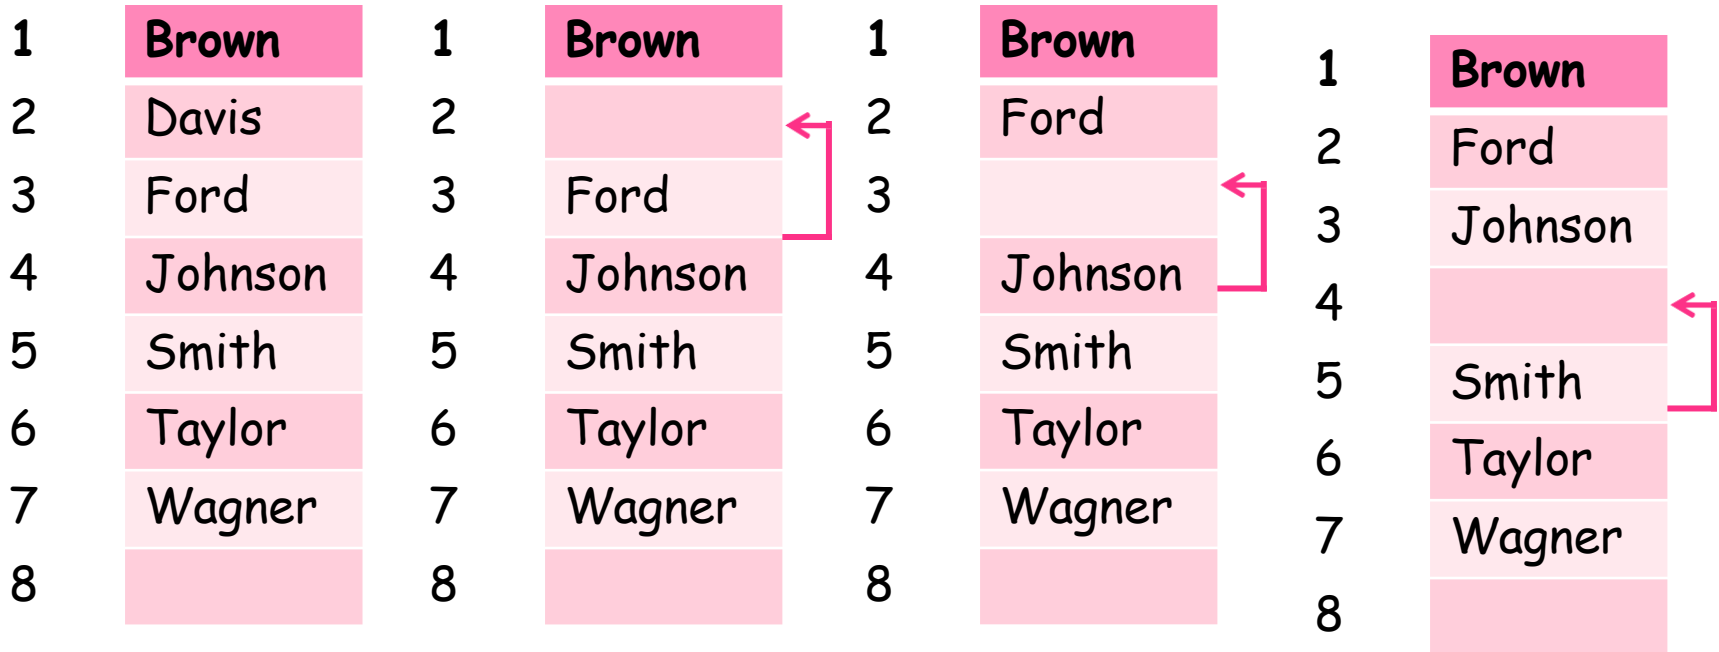 1 Brown
2 Davis
3 Ford
4 Johnson
5 Smith
6 Taylor
7 Wagner
8
1 Brown
2
3 Ford
4 Johnson
5 Smith
6 Taylor
7 Wagner
8
1 Brown
2 Ford
3
4 Johnson
5 Smith
6 Taylor
7 Wagner
8
1 Brown
2 Ford
3 Johnson
4
5 Smith
6 Taylor
7 Wagner
8